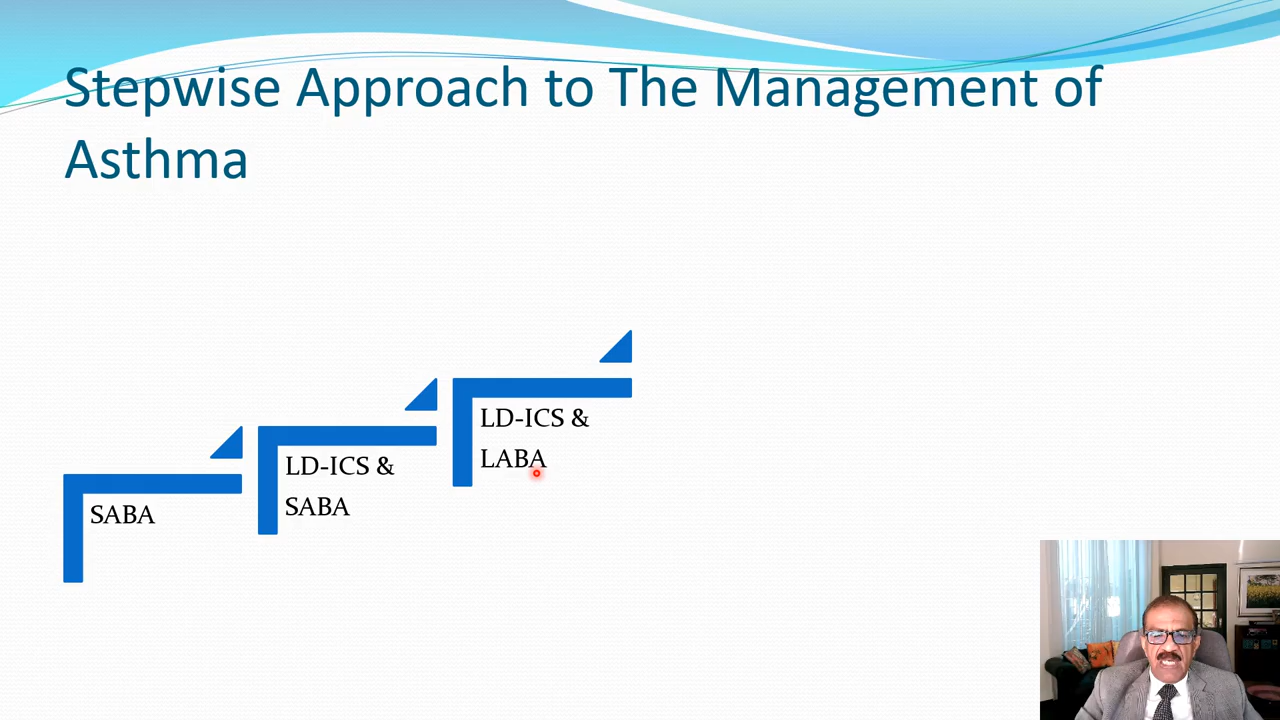 Stepwise Approach to The Management of
Asthma
SABA
LD-ICS &
SABA
LD-ICS &
LABA